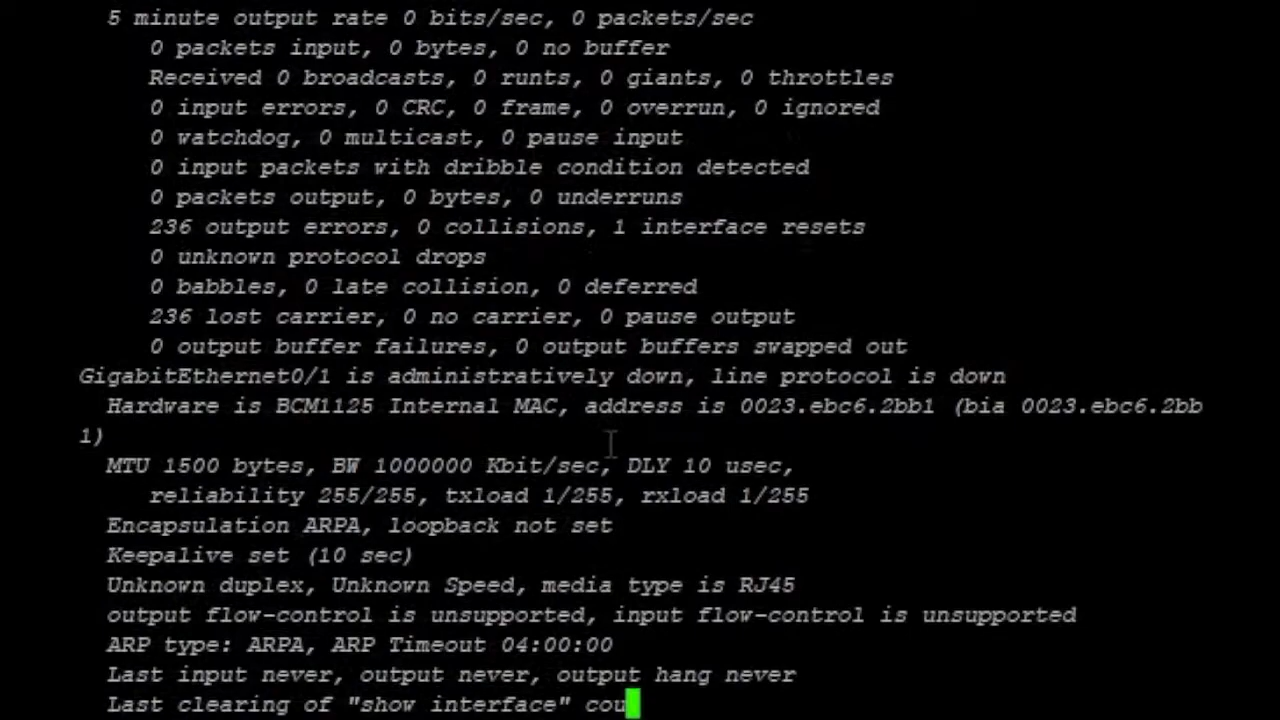 5 minute output rate 0 bits/sec, 0 packets/sec
0 packets input, 0 bytes, 0 no buffer
Received 0 broadcasts, 0 runts, 0 giants, 0 throttles
0 input errors, 0 CRC, 0 frame, 0 overrun, 0 ignored
0 watchdog, 0 multicast, 0 pause input
0 input packets with dribble condition detected
0 packets output, 0 bytes, 0 underruns
236 output errors, 0 collisions, 1 interface resets
0 unknown protocol drops
0 babbles, 0 late collision, 0 deferred
236 lost carrier, 0 no carrier, 0 pause output
0 output buffer failures, 0 output buffers swapped out
GigabitEthernet0/1 is administratively down, line protocol is down
Hardware is BCM1125 Internal MAC, address is 0023.ebc6.2bb1 (bia 0023.ebc6.2bb
1)
MTU 1500 bytes, BW 1000000 Kbit/sec, DLY 10 usec,
reliability 255/255, txload 1/255, rxload 1/255
Encapsulation ARPA, loopback not set
Keepalive set (10 sec)
Unknown duplex, Unknown Speed, media type is RJ45
output flow-control is unsupported, input flow-control is unsupported
ARP type: ARPA, ARP Timeout 04:00:00
Last input never, output never, output hang never
Last clearing of "show interface" cou